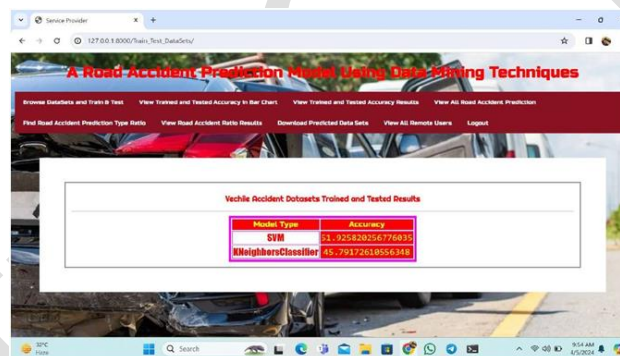 Service Provider
127.0.0.1:8000/Train_Test_DataSets/
A Road Accident Prediction Model Using Data Mining Techniques
Browse DataSets and Train & Test View Trained and Tested Accuracy in Bar Chart View Trained and Tested Accuracy Results View All Road Accident Prediction
Find Road Accident Prediction Type Ratio View Road Accident Ratio Results Download Predicted Data Sets View All Remote Users Logout
Vechile Accident Datasets Trained and Tested Results
Model Type Accuracy
SVM 51.925820256776035
KNeighborsClassifier 45.79172610556348
32°C
Haze
Search
9:54 AM
4/5/2024